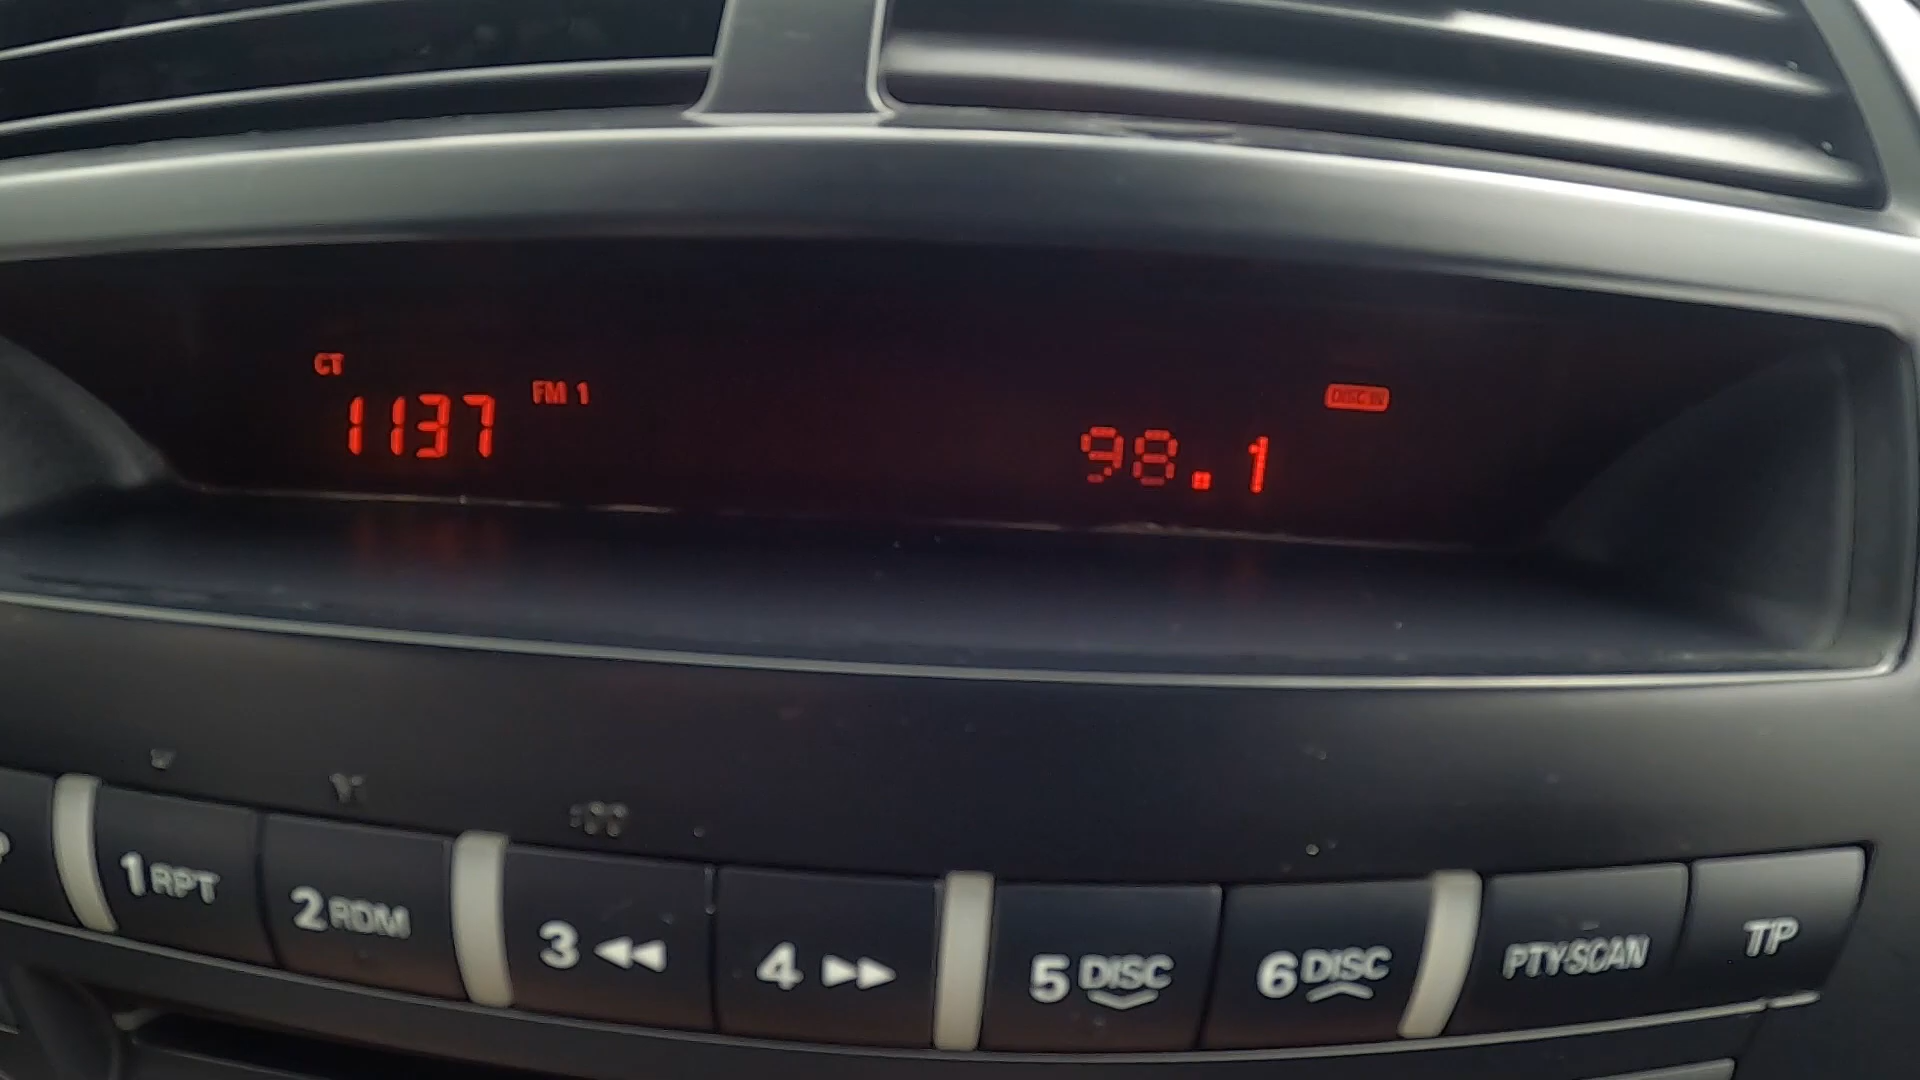 CT
1137 FM 1
DISC IN
98.1
1 RPT
2 RDM
3
4
5 DISC
6 DISC
PTY·SCAN
TP